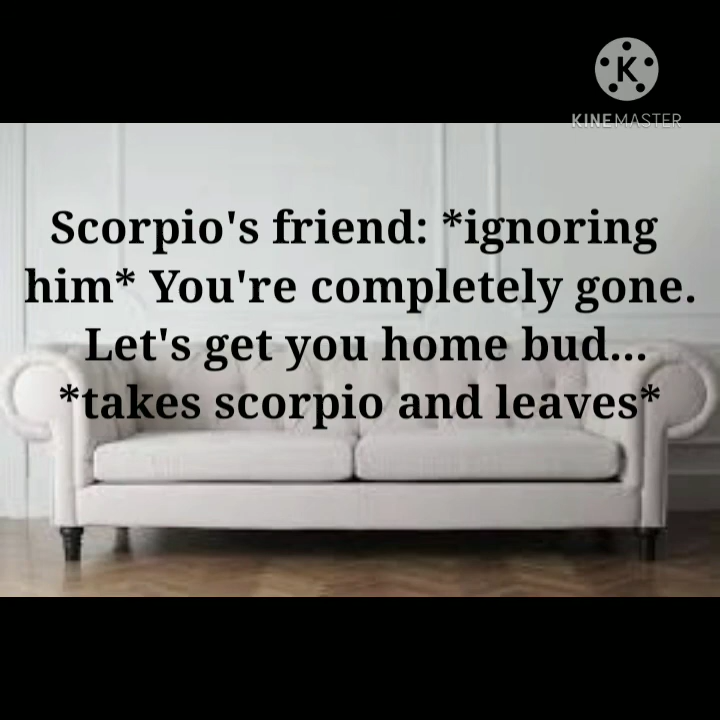 K
KINEMASTER
Scorpio's friend: *ignoring
him* You're completely gone.
Let's get you home bud...
*takes scorpio and leaves*